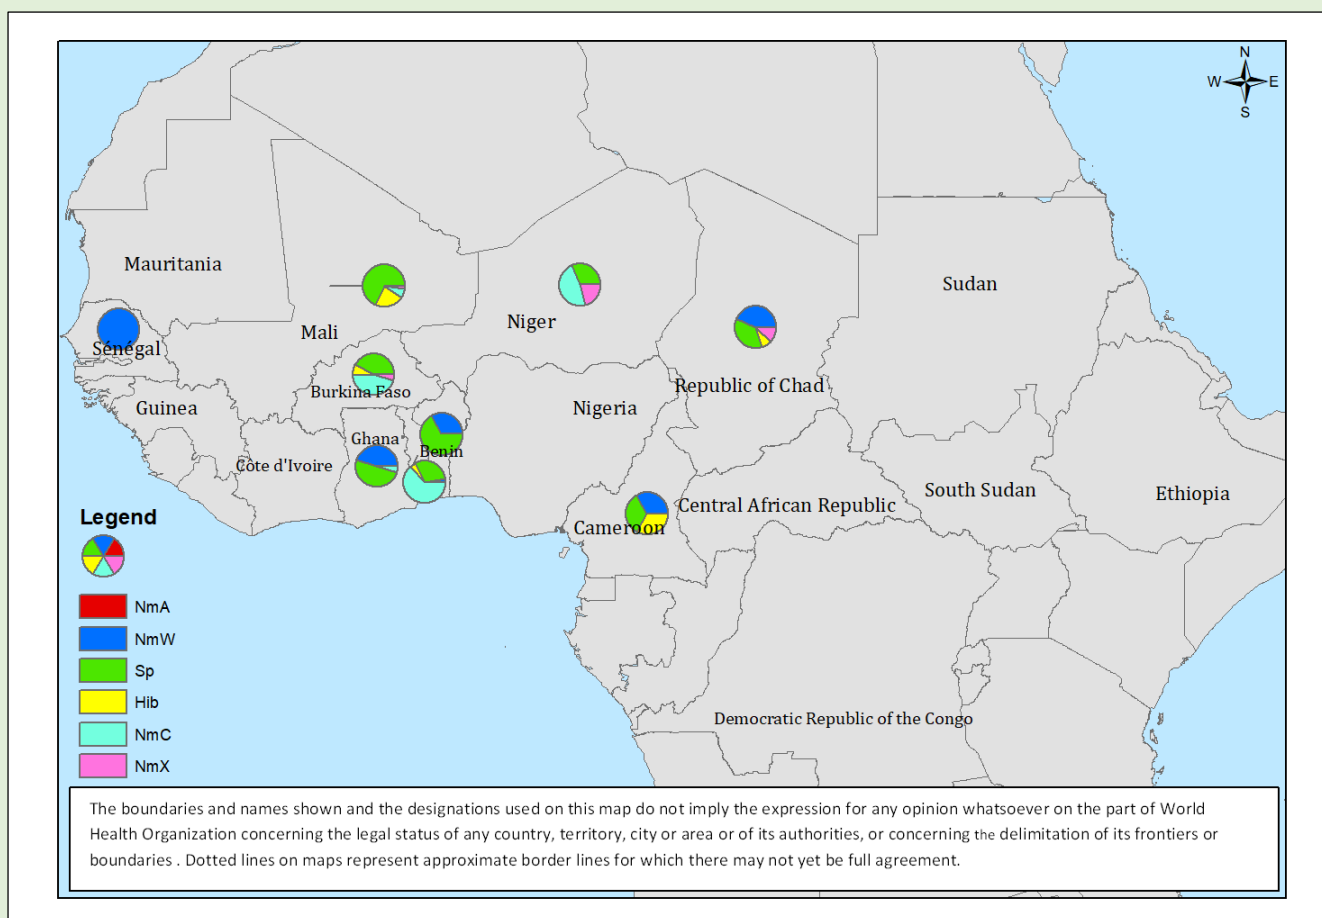 N
W E
S
Mauritania
Sudan
Mali
Niger
Sénégal
Republic of Chad
Burkina Faso
Guinea
Nigeria
Ghana
Benin
Côte d'Ivoire
South Sudan
Ethiopia
Central African Republic
Cameroon
Legend
NmA
NmW
Sp
Hib
NmC
NmX
Democratic Republic of the Congo
The boundaries and names shown and the designations used on this map do not imply the expression for any opinion whatsoever on the part of World
Health Organization concerning the legal status of any country, territory, city or area or of its authorities, or concerning the delimitation of its frontiers or
boundaries . Dotted lines on maps represent approximate border lines for which there may not yet be full agreement.